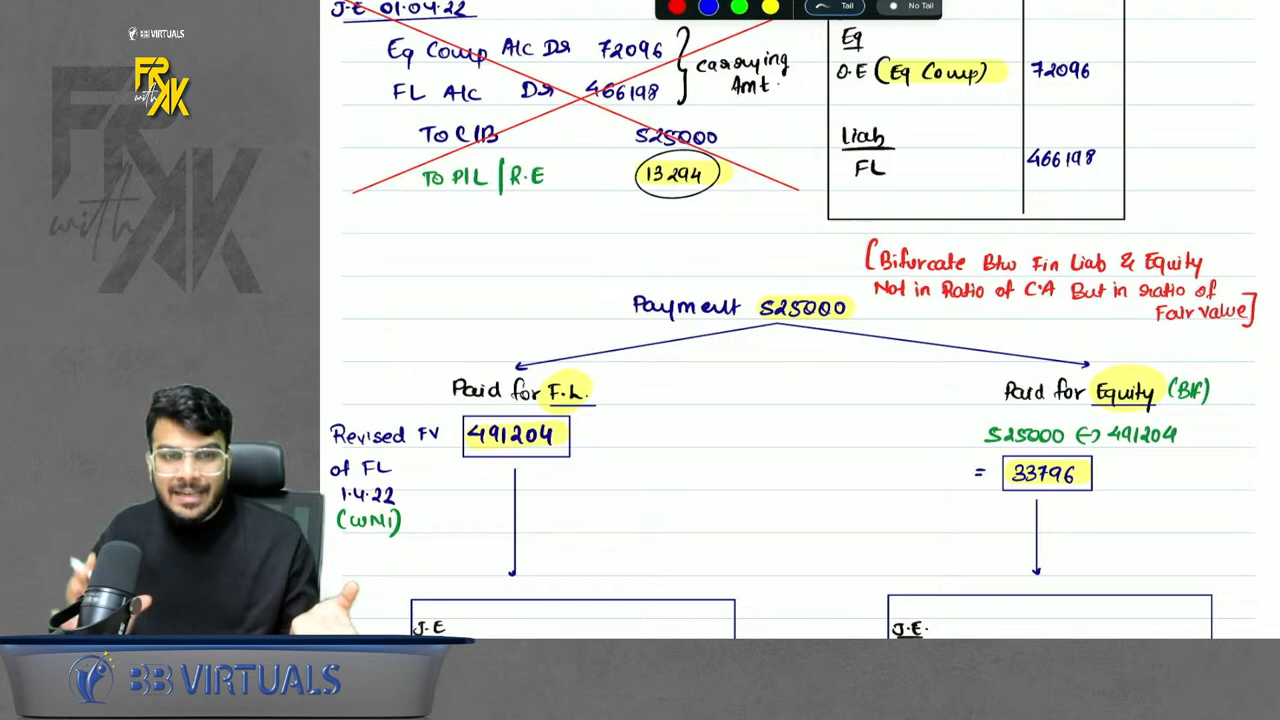 J.E 01.04.22
Tail
No Tail
BB VIRTUALS
FR
with
AK
Eq Comp A/c Dr 72096
FL A/c Dr 466198
Carrying
Amt.
To C/B 525000
To P/L | R.E 13294
Eq
O.E (Eq Comp) 72096
Liab
FL 466198
[Bifurcate Btw Fin Liab & Equity
Not in Ratio of C.A But in ratio of
Fair value]
Payment 525000
Paid for F.L.
Paid for Equity (B/f)
Revised FV 491204
of FL
1.4.22
(WN1)
525000 (-) 491204
= 33796
J.E
J.E.
BB VIRTUALS
FR
with
AK